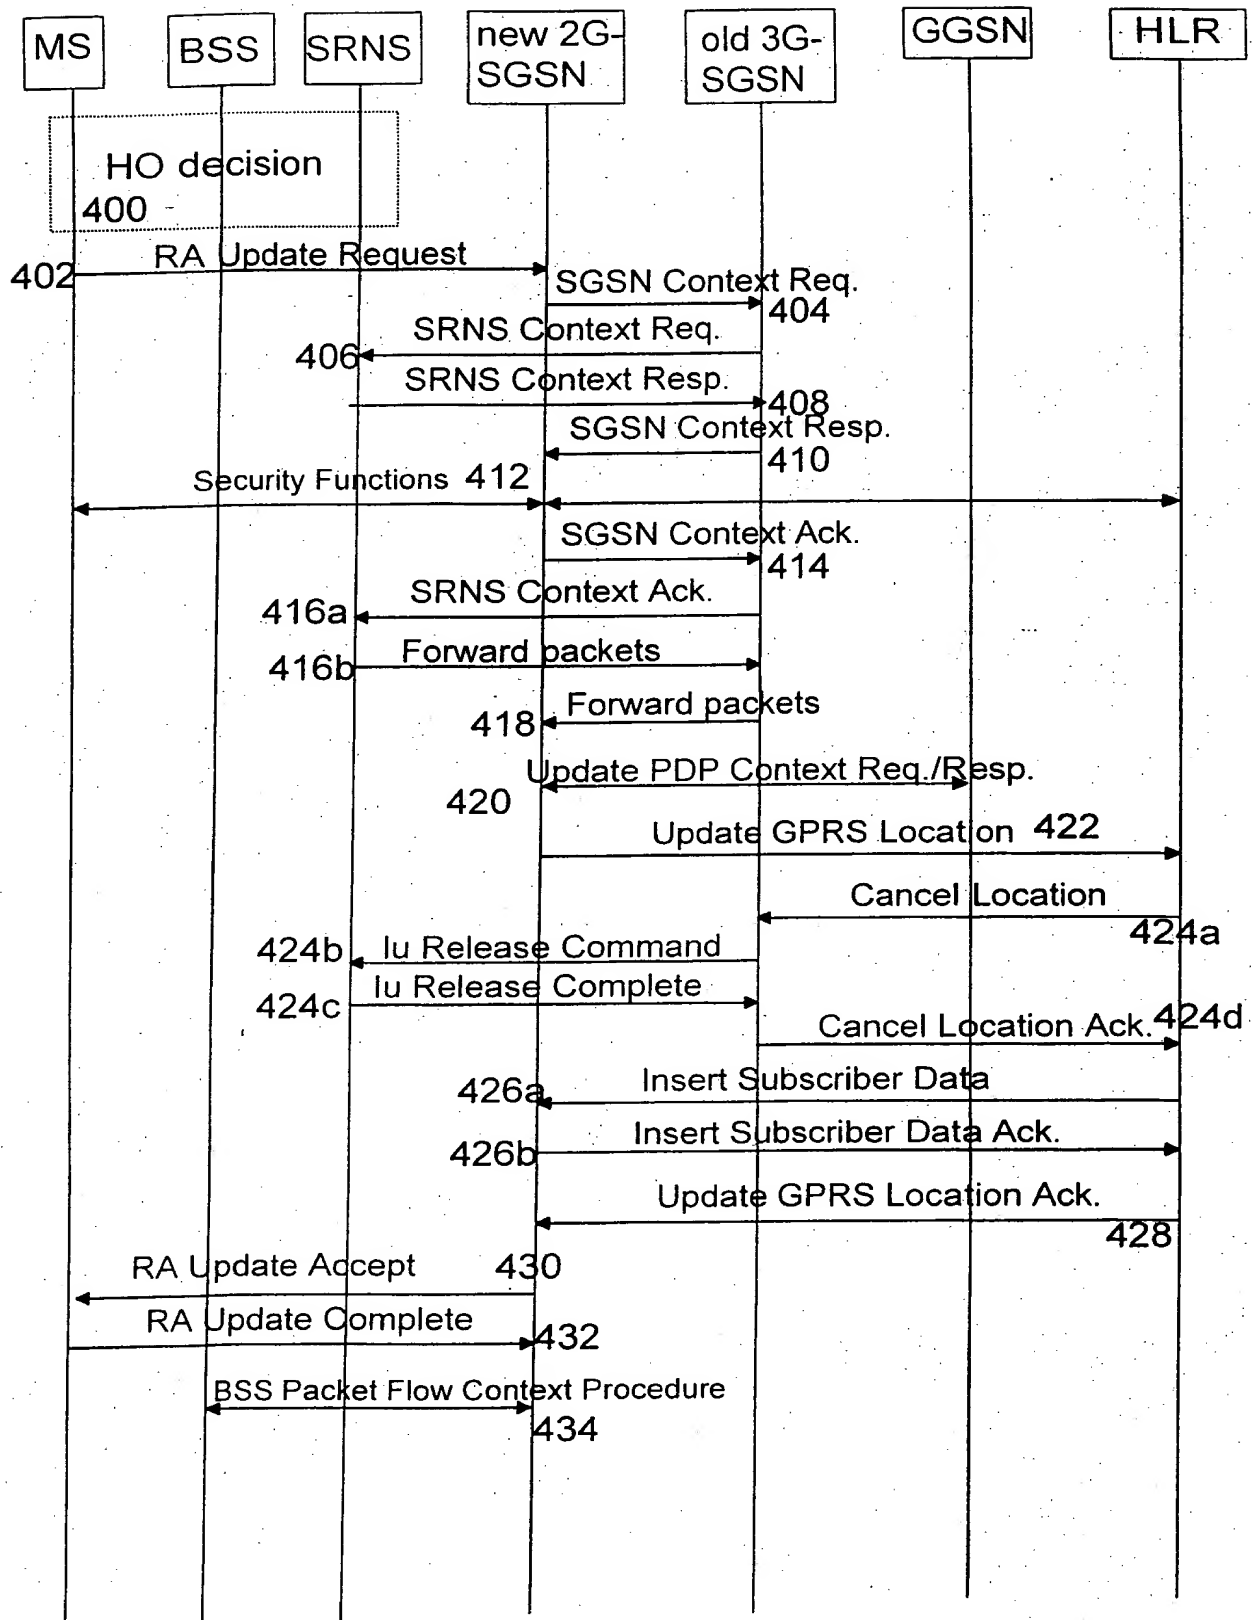 MS
BSS
SRNS
new 2G-
SGSN
old 3G-
SGSN
GGSN
HLR
HO decision
400
RA Update Request
402
SGSN Context Req.
404
SRNS Context Req.
406
SRNS Context Resp.
408
SGSN Context Resp.
410
Security Functions 412
SGSN Context Ack.
414
SRNS Context Ack.
416a
Forward packets
416b
Forward packets
418
Update PDP Context Req./Resp.
420
Update GPRS Location 422
Cancel Location
424a
424b Iu Release Command
Iu Release Complete
424c
Cancel Location Ack. 424d
Insert Subscriber Data
426a
Insert Subscriber Data Ack.
426b
Update GPRS Location Ack.
428
RA Update Accept 430
RA Update Complete
432
BSS Packet Flow Context Procedure
434